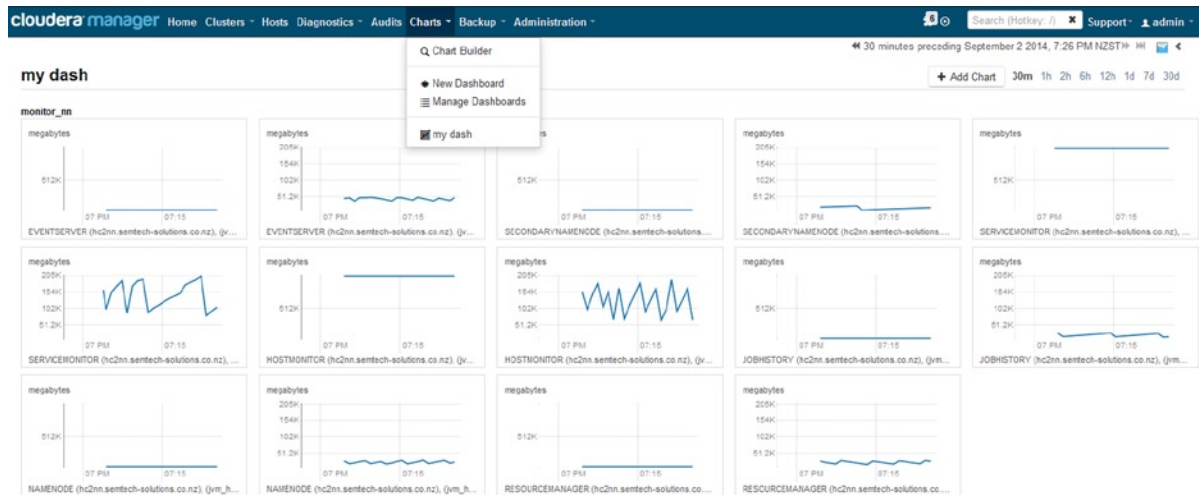 cloudera manager Home Clusters Hosts Diagnostics Audits Charts Backup Administration 6 Search (Hotkey: /) Support admin
Chart Builder
New Dashboard
Manage Dashboards
my dash
30 minutes preceding September 2 2014, 7:26 PM NZST
my dash
+ Add Chart 30m 1h 2h 6h 12h 1d 7d 30d
monitor_nn
megabytes
512K
07 PM 07:15
EVENTSERVER (hc2nn.semtech-solutions.co.nz), (jv...
megabytes
205K
154K
102K
51.2K
07 PM 07:15
EVENTSERVER (hc2nn.semtech-solutions.co.nz), (jv...
512K
07 PM 07:15
SECONDARYNAMENODE (hc2nn.semtech-solutions....
megabytes
205K
154K
102K
51.2K
07 PM 07:15
SECONDARYNAMENODE (hc2nn.semtech-solutions....
megabytes
512K
07 PM 07:15
SERVICEMONITOR (hc2nn.semtech-solutions.co.nz), ...
megabytes
205K
154K
102K
51.2K
07 PM 07:15
SERVICEMONITOR (hc2nn.semtech-solutions.co.nz), ...
megabytes
512K
07 PM 07:15
HOSTMONITOR (hc2nn.semtech-solutions.co.nz), (jv...
megabytes
205K
154K
102K
51.2K
07 PM 07:15
HOSTMONITOR (hc2nn.semtech-solutions.co.nz), (jv...
megabytes
512K
07 PM 07:15
JOBHISTORY (hc2nn.semtech-solutions.co.nz), (jvm...
megabytes
205K
154K
102K
51.2K
07 PM 07:15
JOBHISTORY (hc2nn.semtech-solutions.co.nz), (jvm...
megabytes
512K
07 PM 07:15
NAMENODE (hc2nn.semtech-solutions.co.nz), (jvm_h...
megabytes
205K
154K
102K
51.2K
07 PM 07:15
NAMENODE (hc2nn.semtech-solutions.co.nz), (jvm_h...
megabytes
512K
07 PM 07:15
RESOURCEMANAGER (hc2nn.semtech-solutions.co....
megabytes
205K
154K
102K
51.2K
07 PM 07:15
RESOURCEMANAGER (hc2nn.semtech-solutions.co....